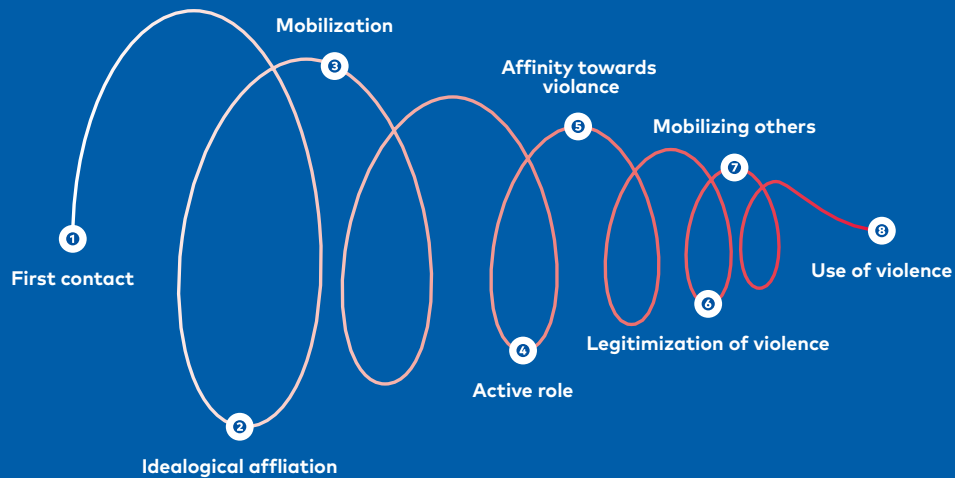 Mobilization
3
Affinity towards
violance
5
Mobilizing others
7
1
First contact
8
Use of violence
6
Legitimization of violence
4
Active role
2
Idealogical affliation